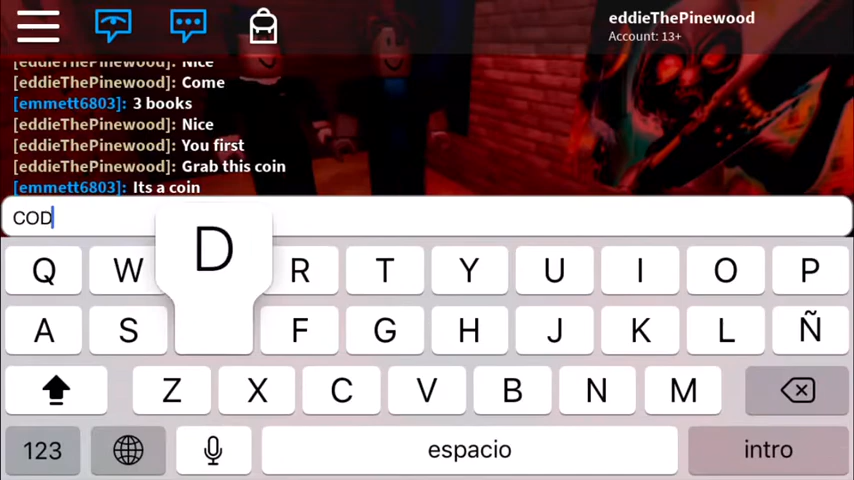 eddieThePinewood
Account: 13+
[eddieThePinewood]: Nice
[eddieThePinewood]: Come
[emmett6803]: 3 books
[eddieThePinewood]: Nice
[eddieThePinewood]: You first
[eddieThePinewood]: Grab this coin
[emmett6803]: Its a coin
COD
D
Q W R T Y U I O P
A S F G H J K L Ñ
Z X C V B N M
123 espacio intro